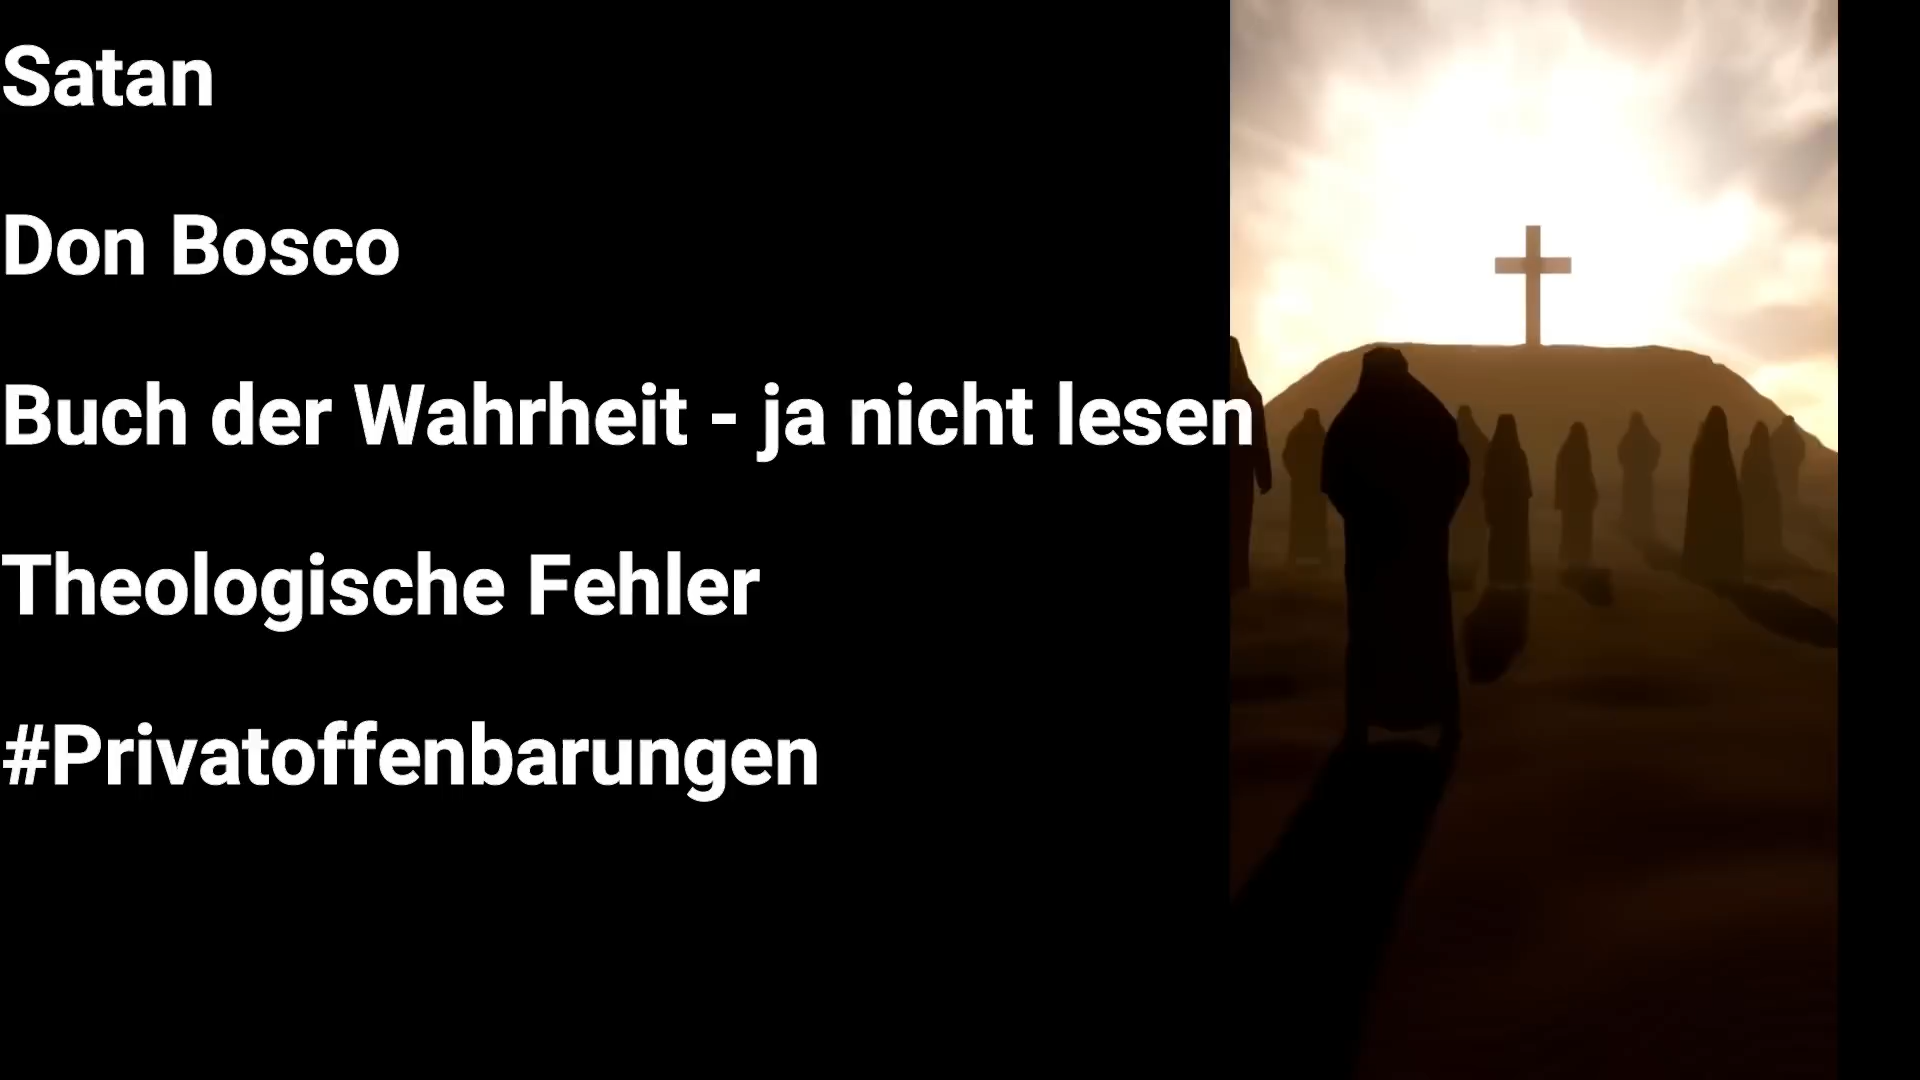 Satan
Don Bosco
Buch der Wahrheit - ja nicht lesen
Theologische Fehler
#Privatoffenbarungen